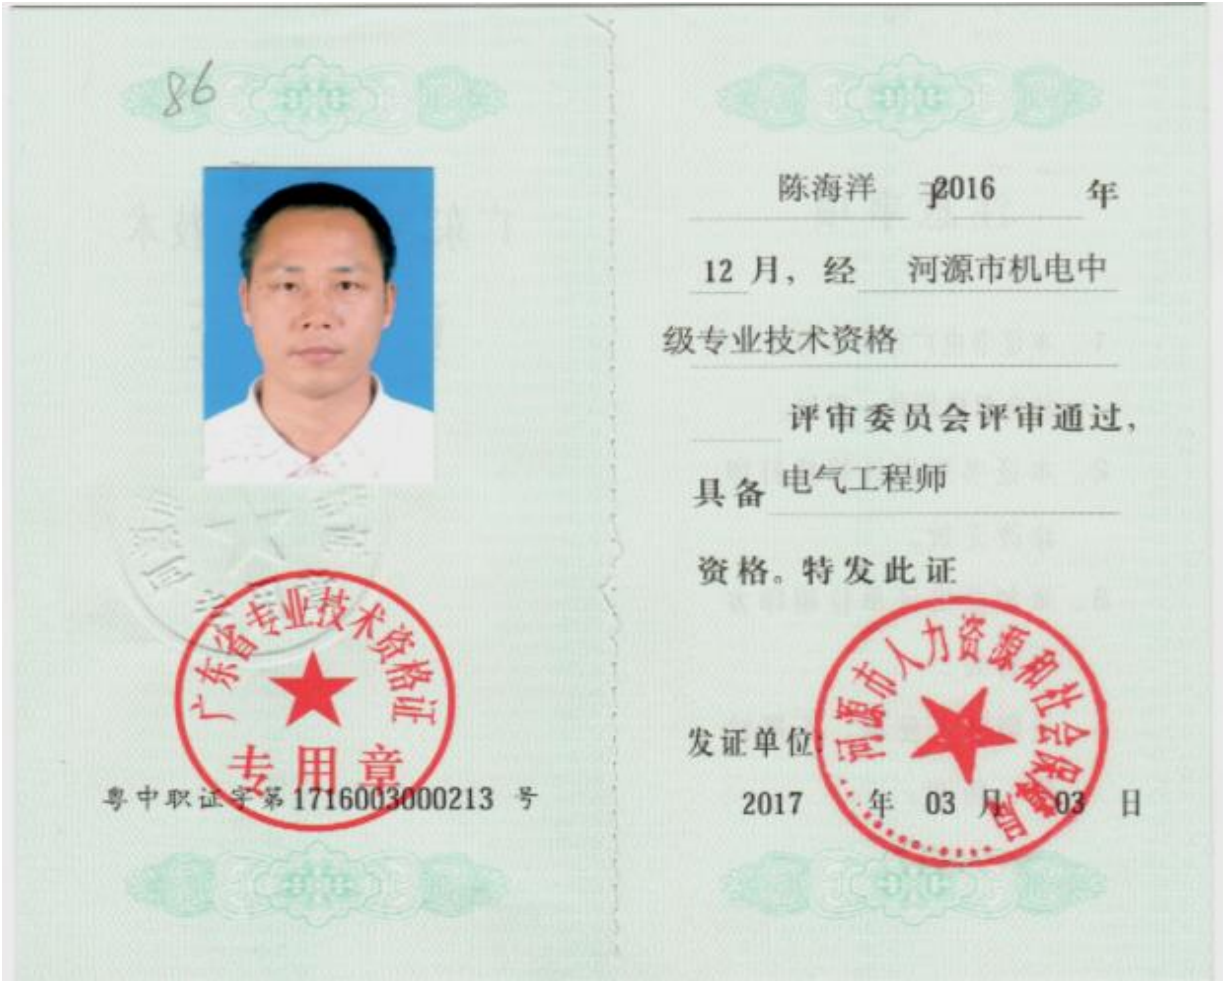 86
广东省专业技术资格证
专用章
粤中职证字第1716003000213 号
陈海洋 于2016 年
12 月，经 河源市机电中
级专业技术资格
评审委员会评审通过，
具备 电气工程师
资格。特发此证
河源市人力资源和社会保障局
发证单位：
2017 年 03 月 03 日